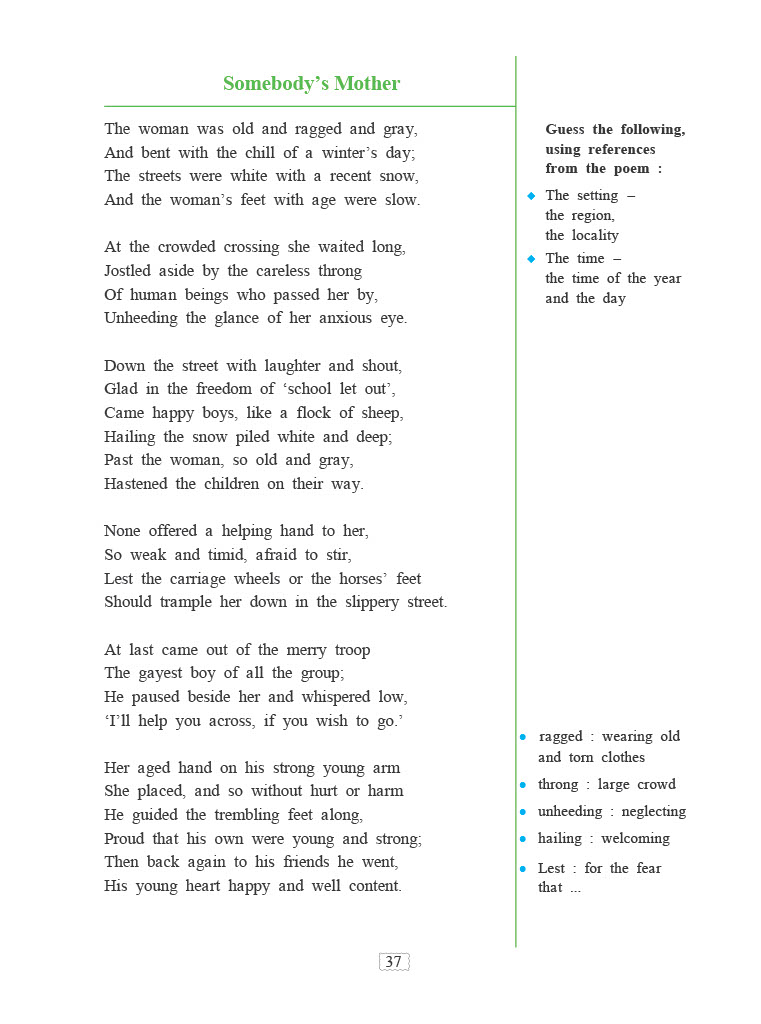 Somebody’s Mother
The woman was old and ragged and gray,
And bent with the chill of a winter’s day;
The streets were white with a recent snow,
And the woman’s feet with age were slow.
At the crowded crossing she waited long,
Jostled aside by the careless throng
Of human beings who passed her by,
Unheeding the glance of her anxious eye.
Down the street with laughter and shout,
Glad in the freedom of ‘school let out’,
Came happy boys, like a flock of sheep,
Hailing the snow piled white and deep;
Past the woman, so old and gray,
Hastened the children on their way.
None offered a helping hand to her,
So weak and timid, afraid to stir,
Lest the carriage wheels or the horses’ feet
Should trample her down in the slippery street.
At last came out of the merry troop
The gayest boy of all the group;
He paused beside her and whispered low,
‘I’ll help you across, if you wish to go.’
Her aged hand on his strong young arm
She placed, and so without hurt or harm
He guided the trembling feet along,
Proud that his own were young and strong;
Then back again to his friends he went,
His young heart happy and well content.
Guess the following,
using references
from the poem :
◆ The setting –
the region,
the locality
◆ The time –
the time of the year
and the day
• ragged : wearing old
and torn clothes
• throng : large crowd
• unheeding : neglecting
• hailing : welcoming
• Lest : for the fear
that ...
37